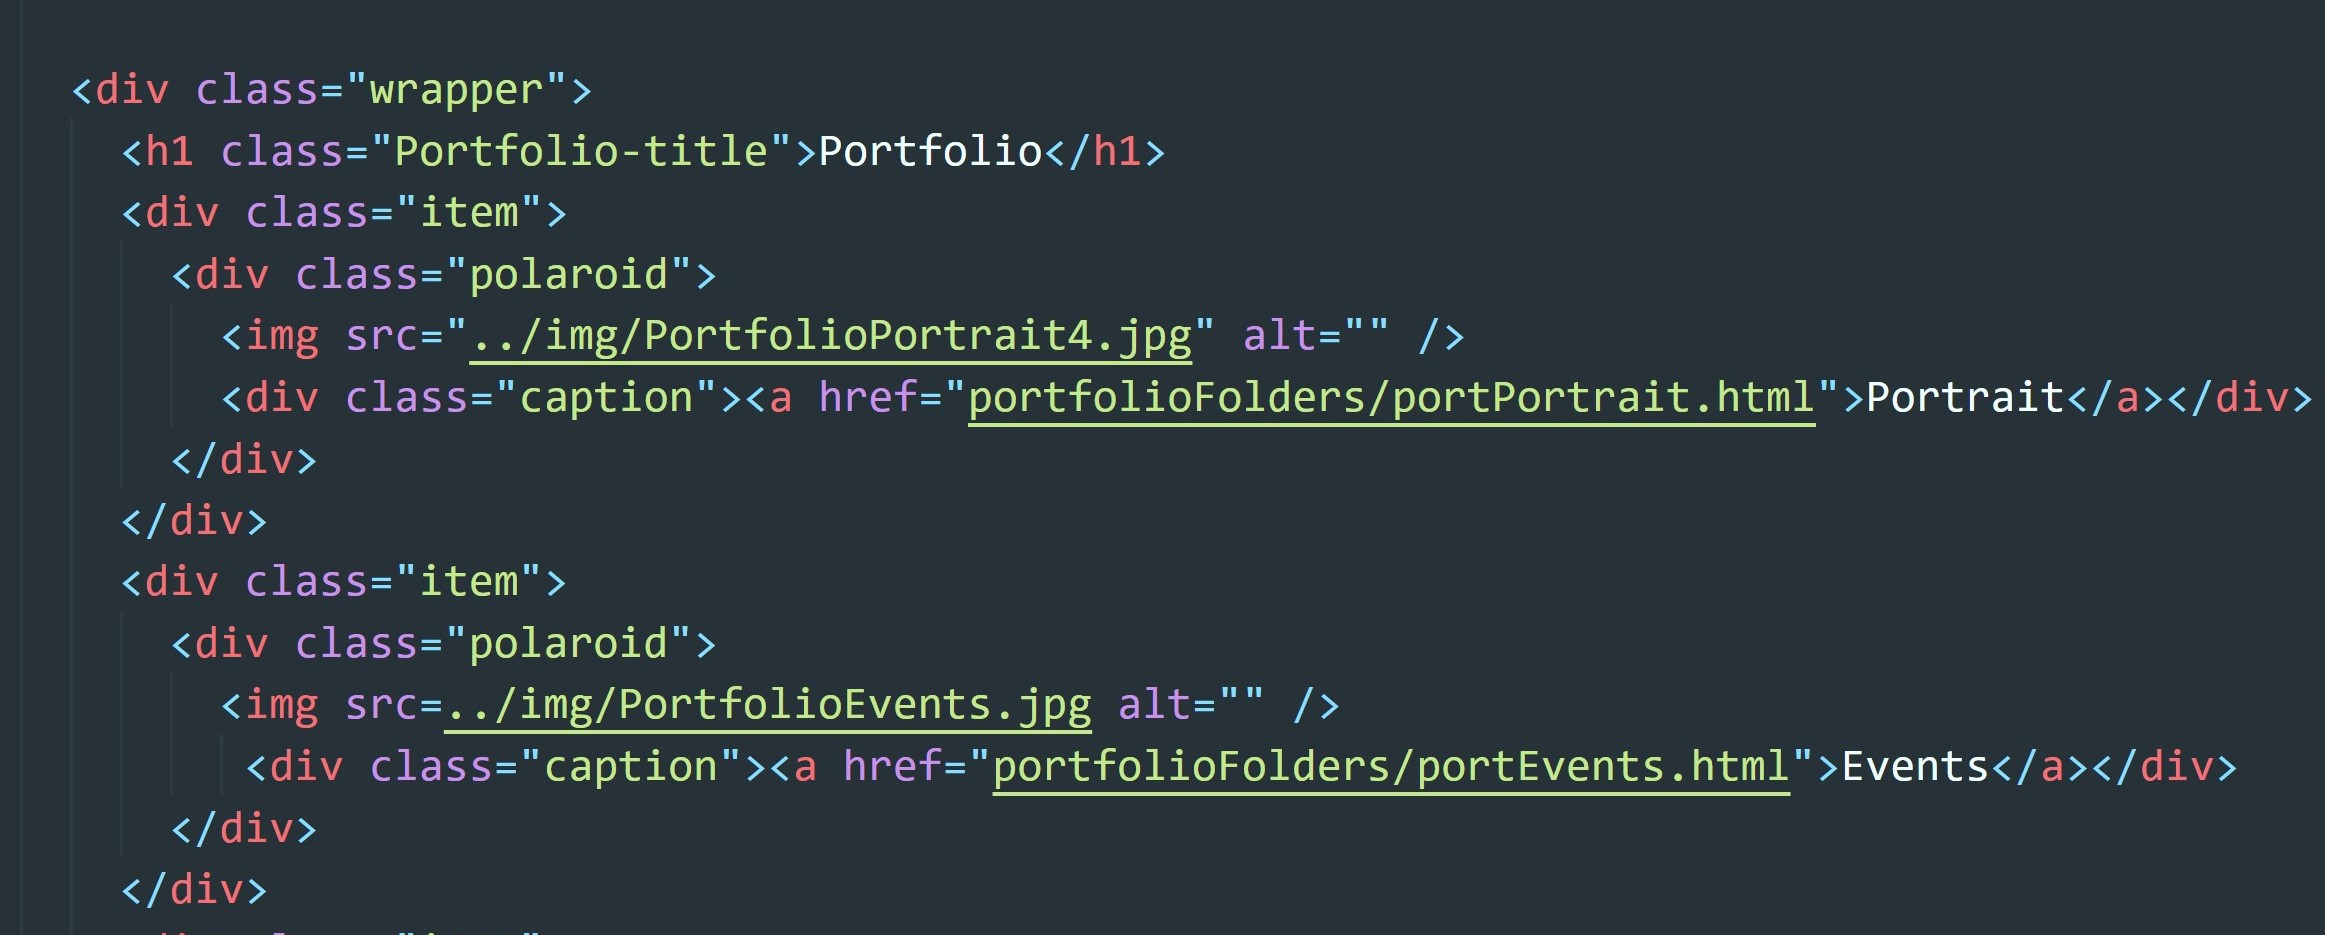 <div class="wrapper">
<h1 class="Portfolio-title">Portfolio</h1>
<div class="item">
<div class="polaroid">
<img src="../img/PortfolioPortrait4.jpg" alt="" />
<div class="caption"><a href="portfolioFolders/portPortrait.html">Portrait</a></div>
</div>
</div>
<div class="item">
<div class="polaroid">
<img src=../img/PortfolioEvents.jpg alt="" />
<div class="caption"><a href="portfolioFolders/portEvents.html">Events</a></div>
</div>
</div>